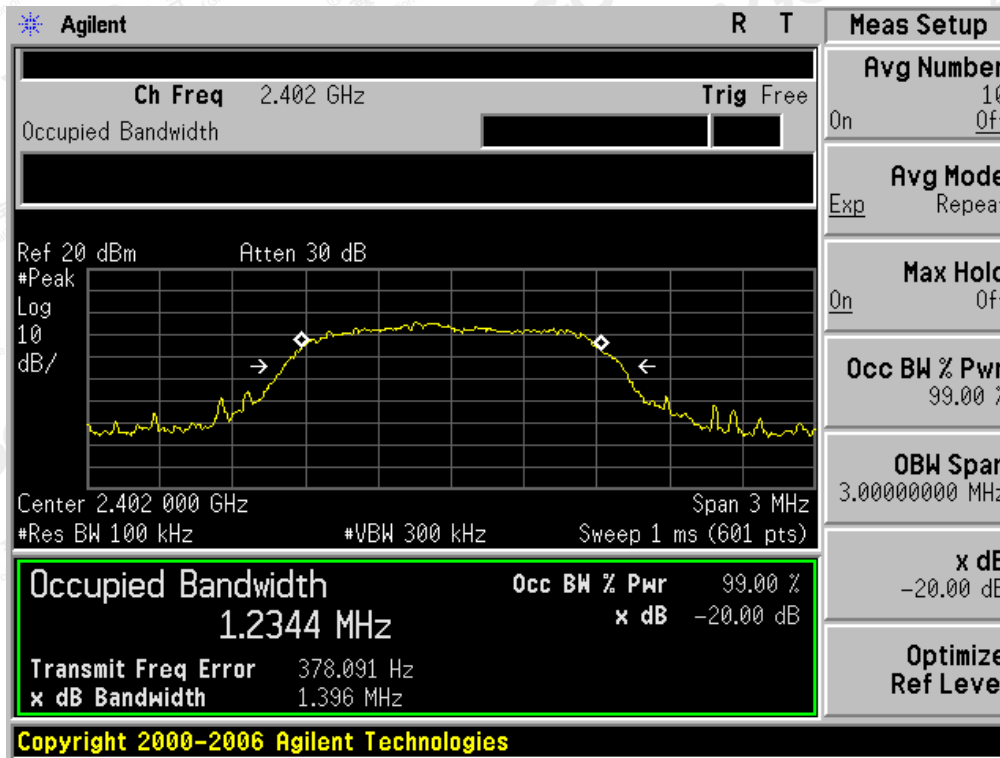 Agilent R T
Ch Freq 2.402 GHz Trig Free
Occupied Bandwidth
Ref 20 dBm Atten 30 dB
#Peak
Log
10
dB/
Center 2.402 000 GHz Span 3 MHz
#Res BW 100 kHz #VBW 300 kHz Sweep 1 ms (601 pts)
Occupied Bandwidth
1.2344 MHz
Occ BW % Pwr 99.00 %
x dB -20.00 dB
Transmit Freq Error 378.091 Hz
x dB Bandwidth 1.396 MHz
Copyright 2000-2006 Agilent Technologies
Meas Setup
Avg Number
10
On Off
Avg Mode
Exp Repeat
Max Hold
On Off
Occ BW % Pwr
99.00 %
OBW Span
3.00000000 MHz
x dB
-20.00 dB
Optimize
Ref Level